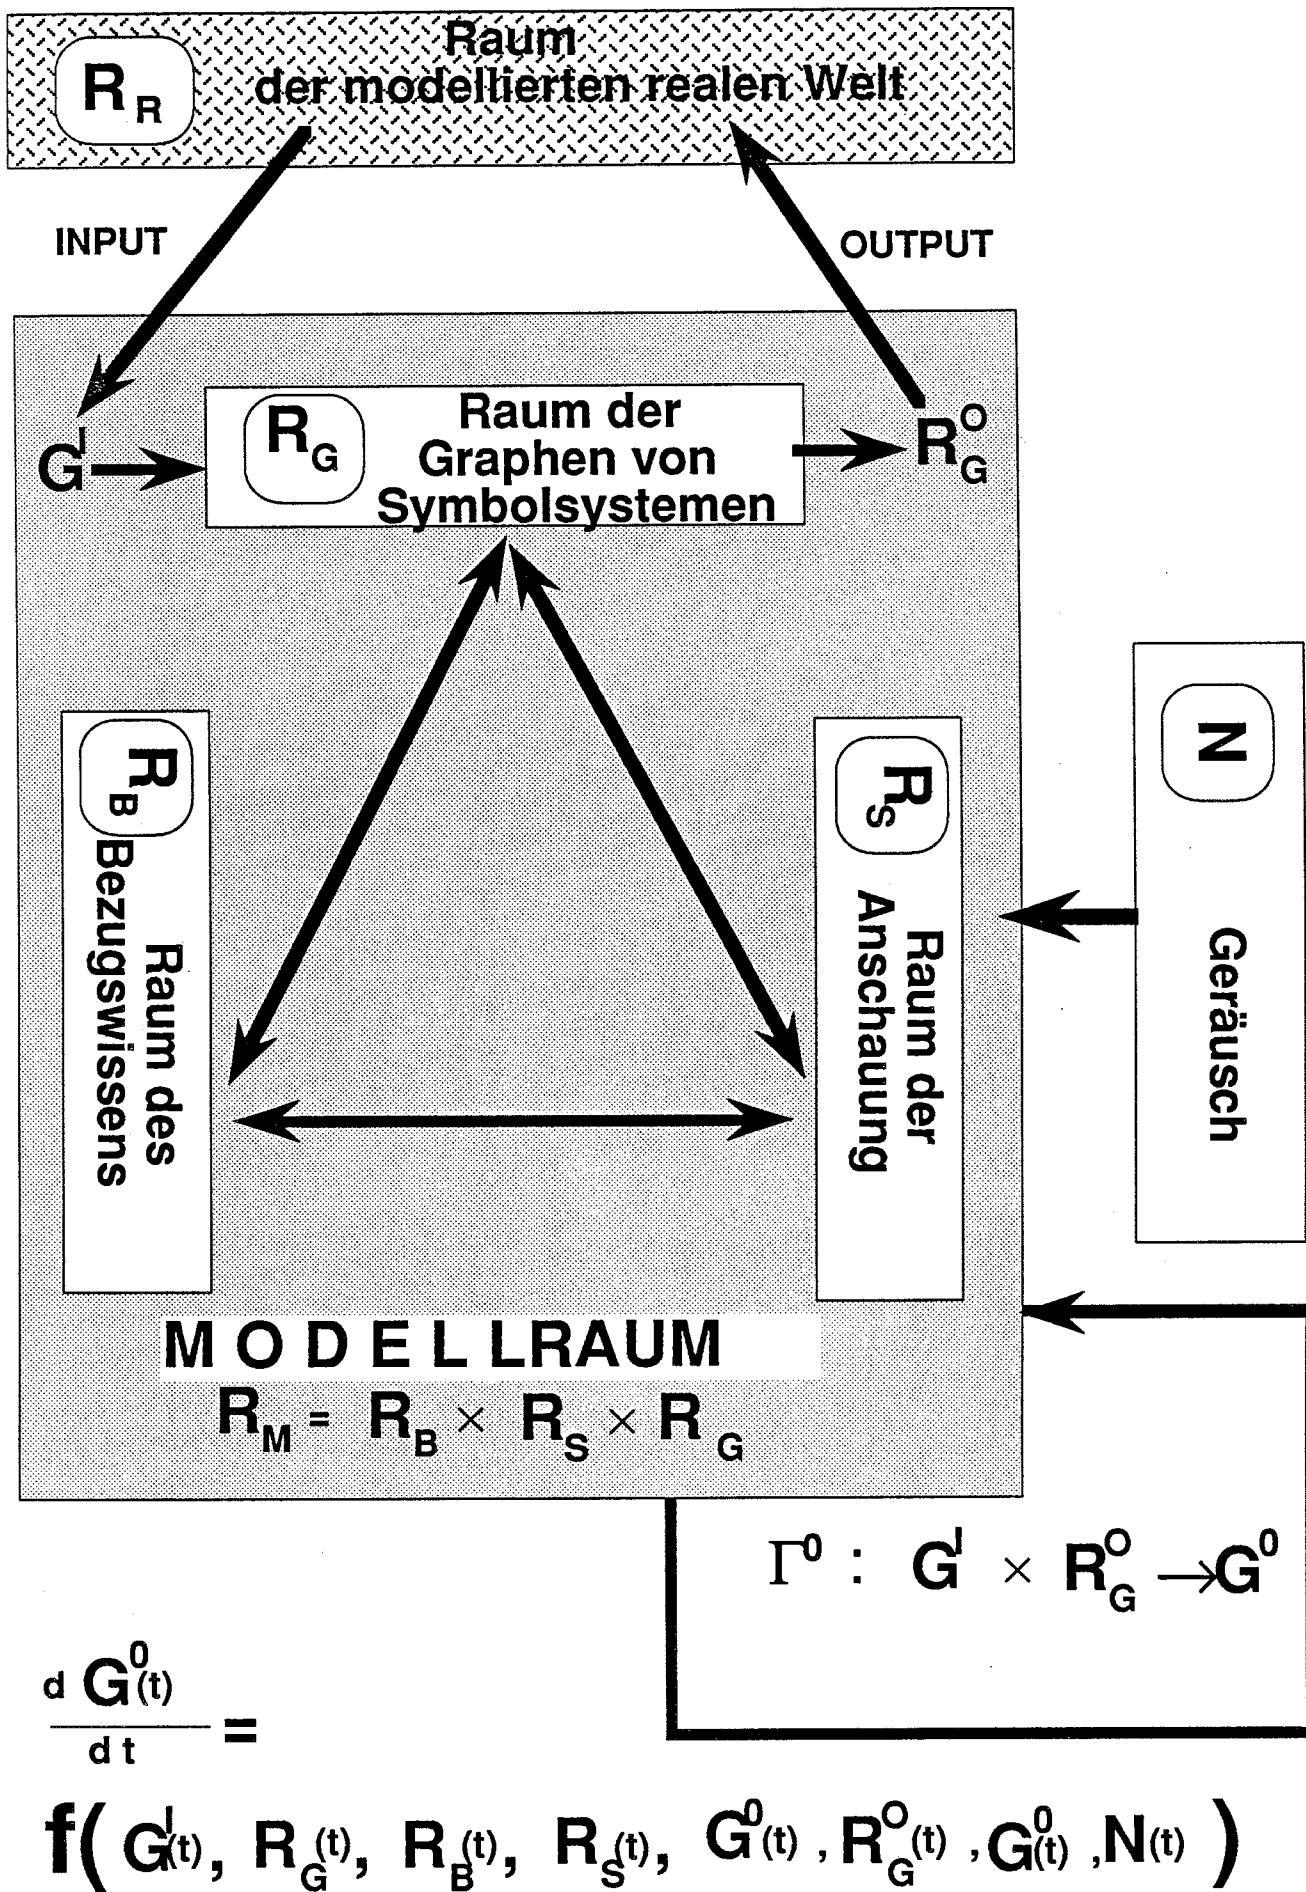 R_R
Raum
der modellierten realen Welt
INPUT
OUTPUT
G^I
R_G
Raum der
Graphen von
Symbolsystemen
R_G^O
R_B
Raum des
Bezugswissens
R_S
Raum der
Anschauung
N
Geräusch
M O D E L LRAUM
R_M = R_B × R_S × R_G
Γ^0 : G^I × R_G^O → G^0
d G^0(t)
dt
=
f( G^I(t), R_G(t), R_B(t), R_S(t), G^0(t), R_G^O(t), G^0(t), N(t) )